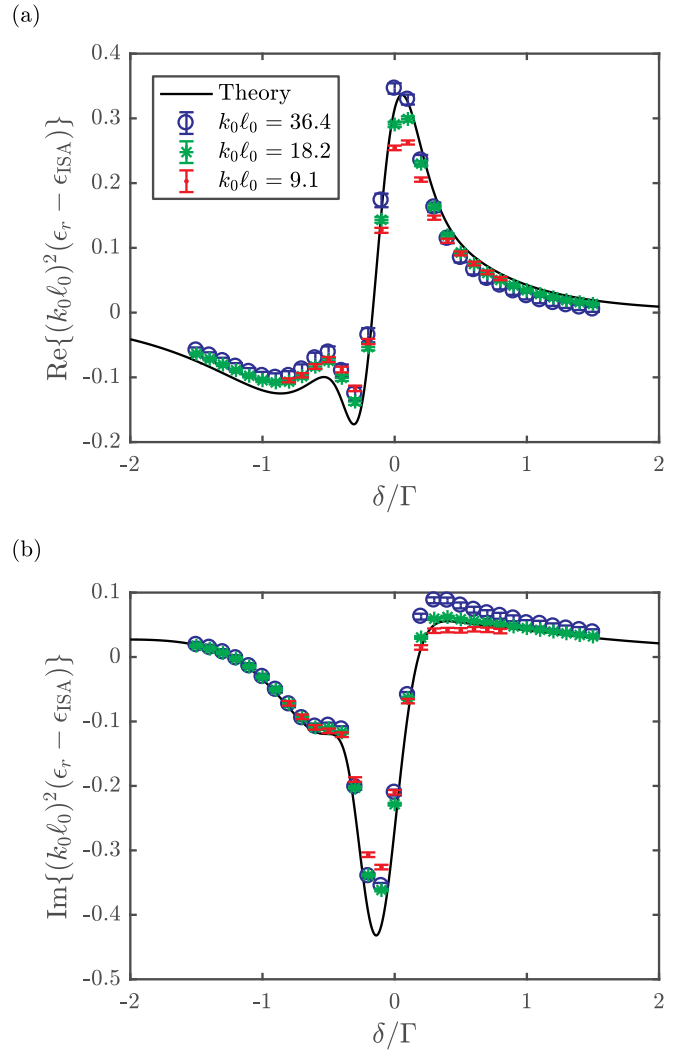 (a)
0.4
0.3
0.2
0.1
0
-0.1
-0.2
-2
-1
0
1
2
Re{(k₀ℓ₀)²(ϵᵣ − ϵ_ISA)}
δ/Γ
Theory
k₀ℓ₀ = 36.4
k₀ℓ₀ = 18.2
k₀ℓ₀ = 9.1
(b)
0.1
0
-0.1
-0.2
-0.3
-0.4
-0.5
-2
-1
0
1
2
Im{(k₀ℓ₀)²(ϵᵣ − ϵ_ISA)}
δ/Γ